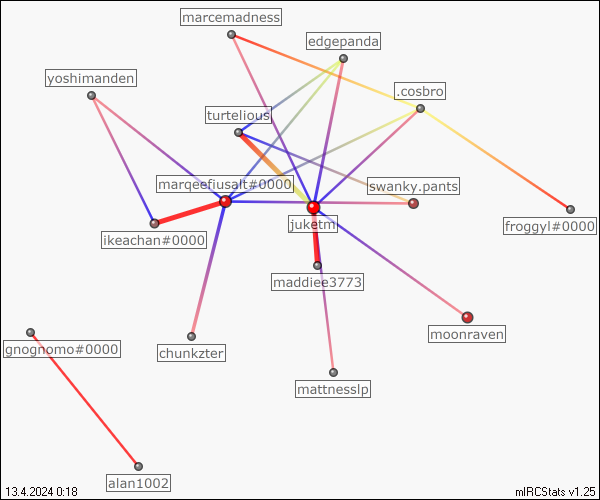 marcemadness
edgepanda
yoshimanden
.cosbro
turtelious
marqeefiusalt#0000
swanky.pants
juketm
froggyl#0000
ikeachan#0000
maddiee3773
moonraven
gnognomo#0000
chunkzter
mattnesslp
alan1002
13.4.2024 0:18
mIRCStats v1.25